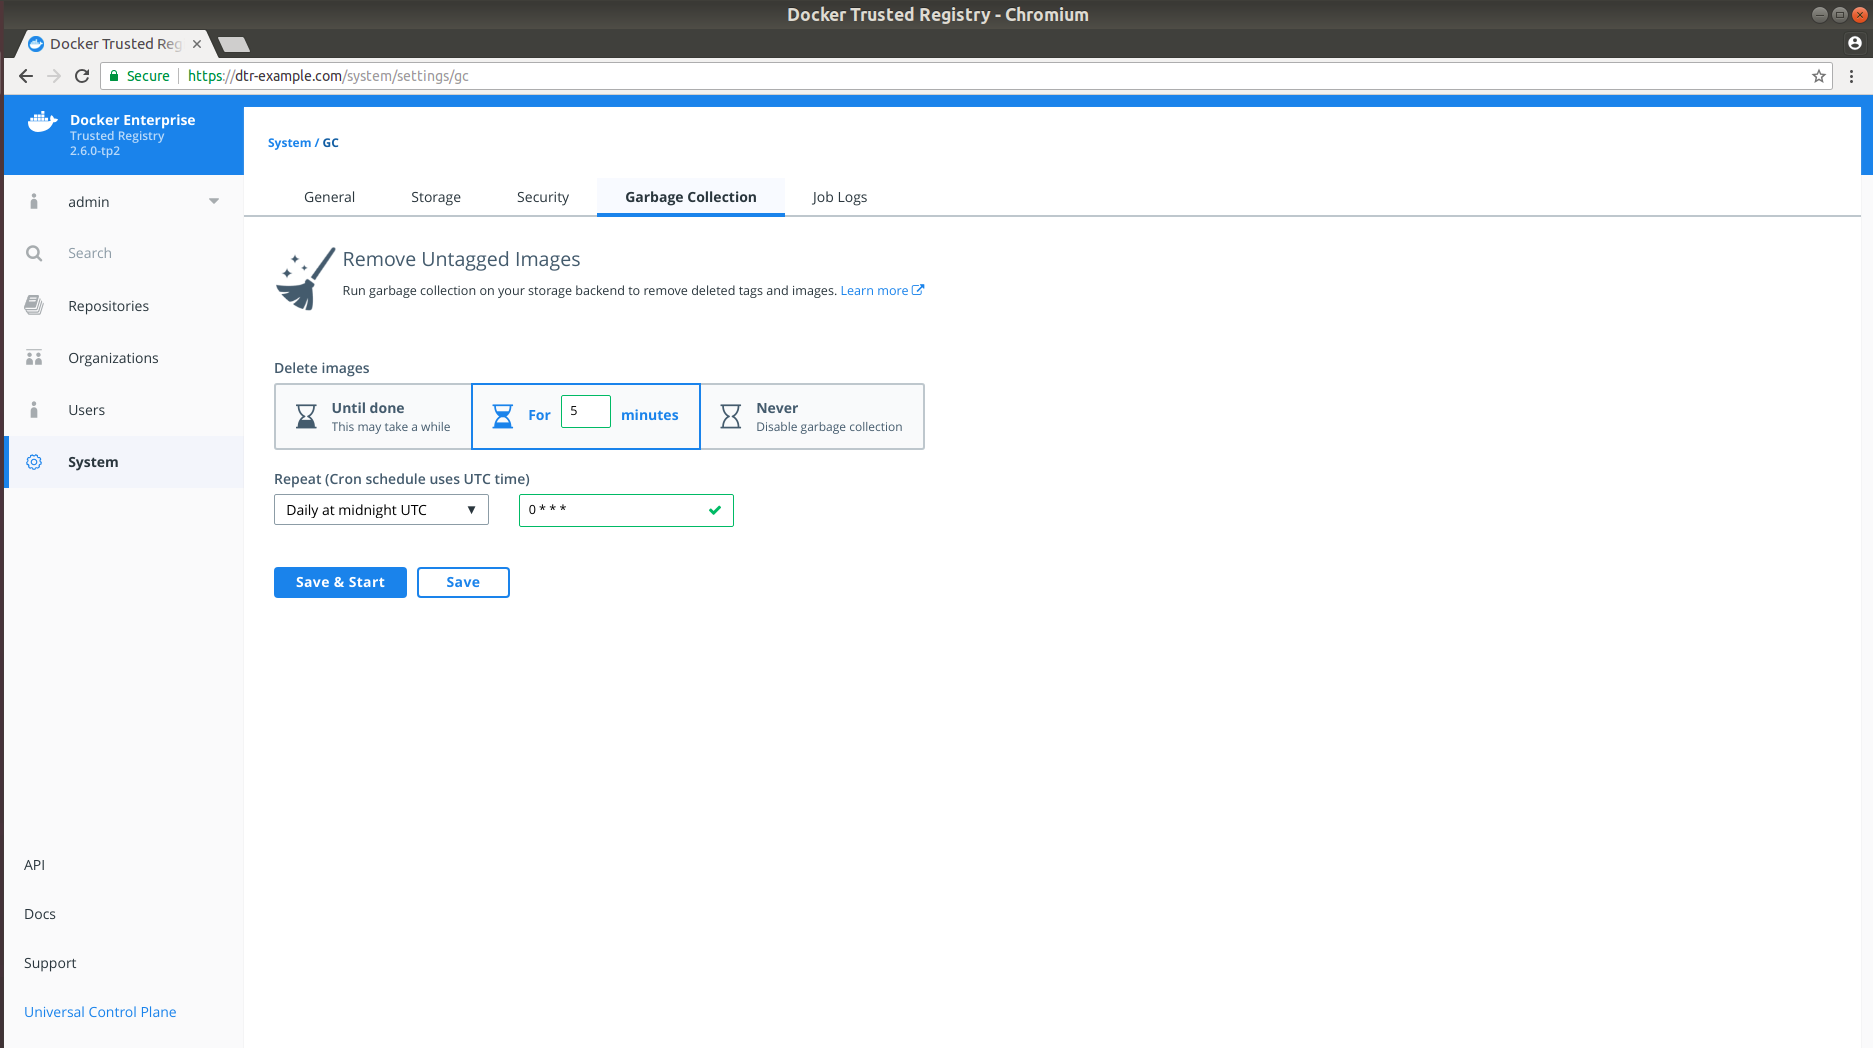 Docker Trusted Registry - Chromium
Docker Trusted Reg
Secure https://dtr-example.com/system/settings/gc
Docker Enterprise
Trusted Registry
2.6.0-tp2
admin
Search
Repositories
Organizations
Users
System
API
Docs
Support
Universal Control Plane
System / GC
General Storage Security Garbage Collection Job Logs
Remove Untagged Images
Run garbage collection on your storage backend to remove deleted tags and images. Learn more
Delete images
Until done
This may take a while
For 5 minutes
Never
Disable garbage collection
Repeat (Cron schedule uses UTC time)
Daily at midnight UTC 0 * * *
Save & Start Save